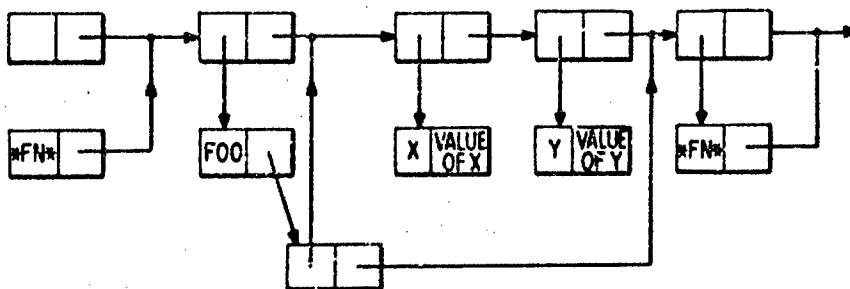 *FN*
FOO
X
VALUE
OF X
Y
VALUE
OF Y
*FN*